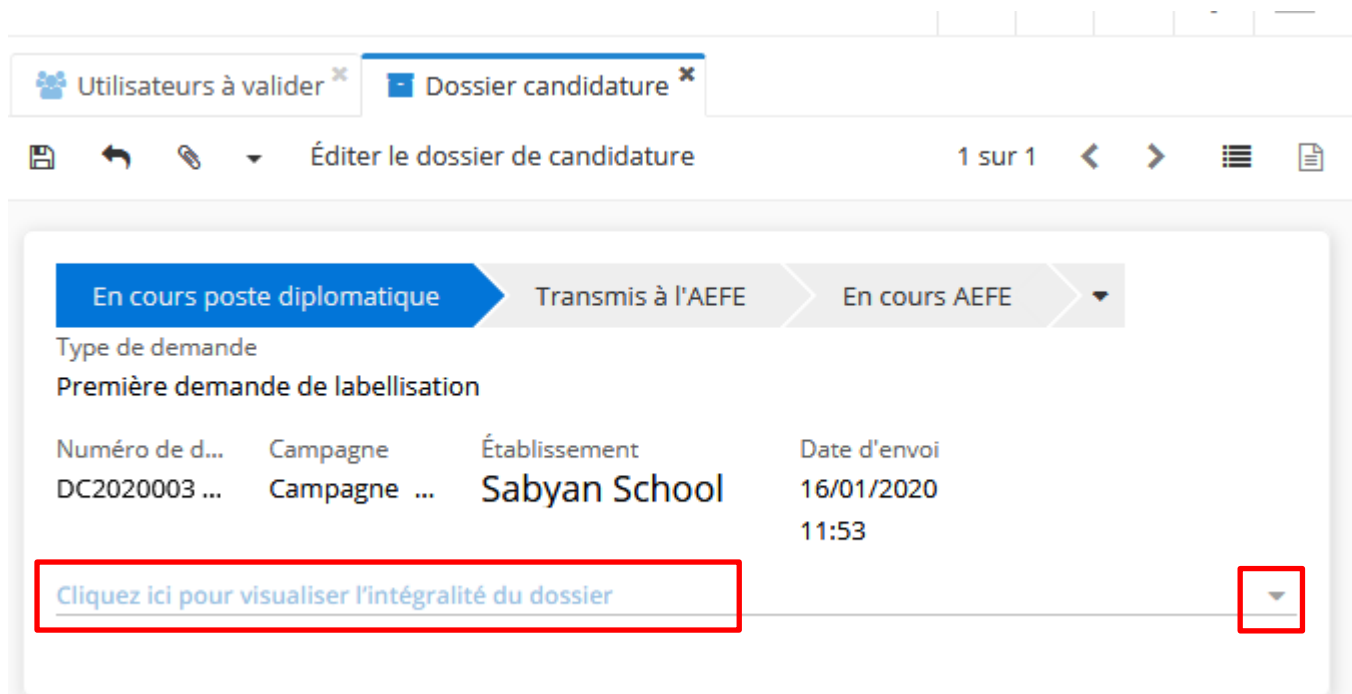 Utilisateurs à valider Dossier candidature
Éditer le dossier de candidature 1 sur 1
En cours poste diplomatique Transmis à l'AEFE En cours AEFE
Type de demande
Première demande de labellisation
Numéro de d... Campagne Établissement Date d'envoi
DC2020003 ... Campagne ... Sabyan School 16/01/2020
11:53
Cliquez ici pour visualiser l’intégralité du dossier